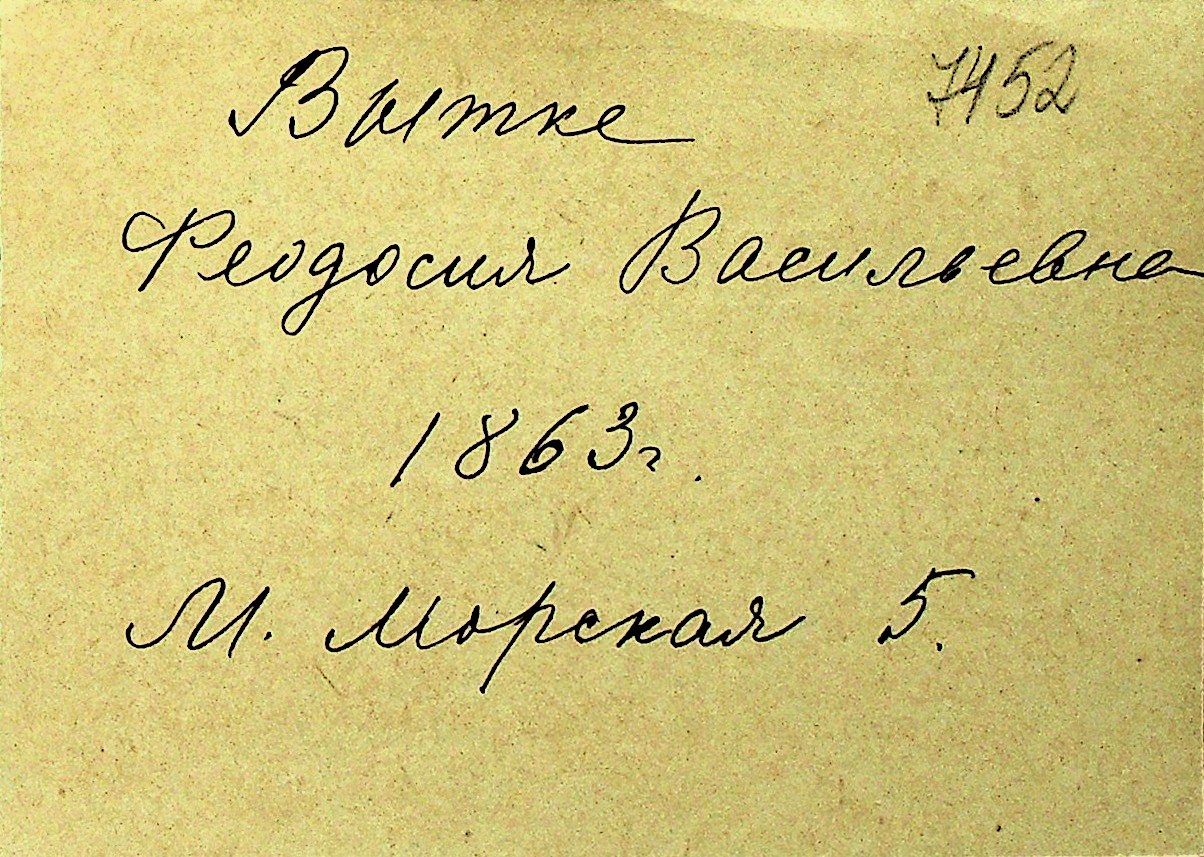 Вытке 7452
Феодосия Васильевна
1863г.
М. Морская 5.